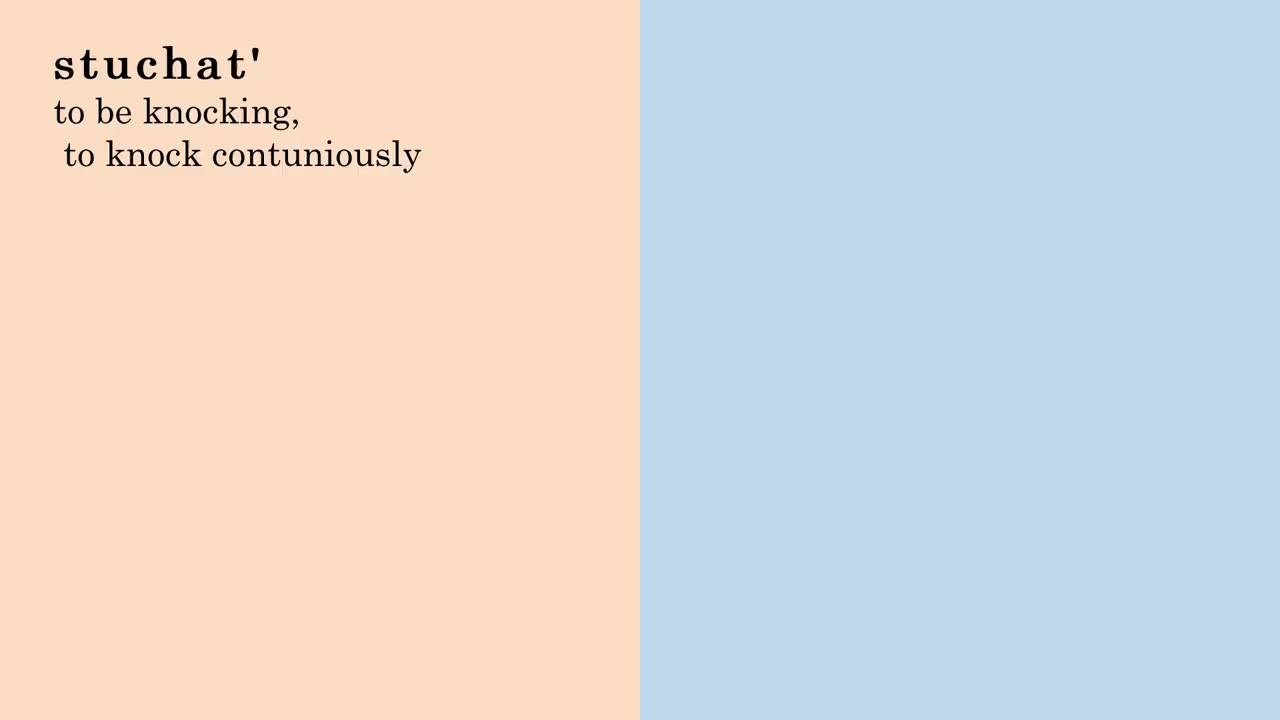 stuchat'
to be knocking,
to knock contuniously